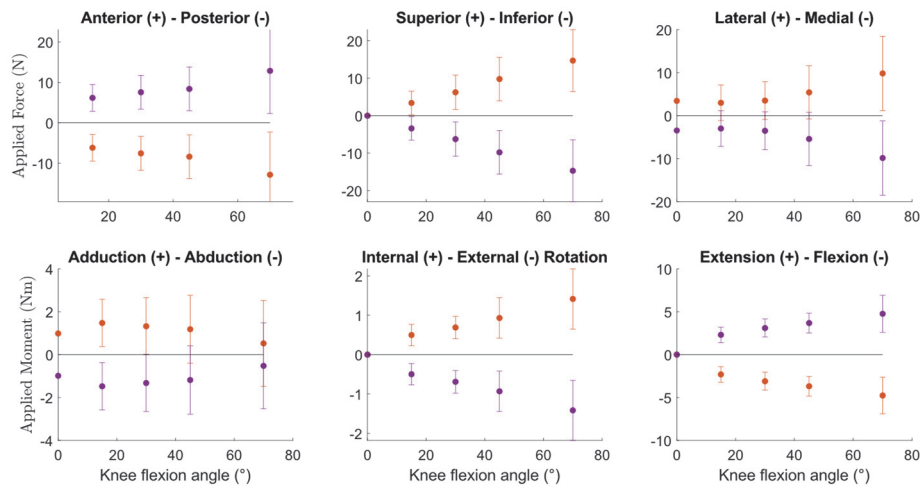 Anterior (+) - Posterior (-)
Superior (+) - Inferior (-)
Lateral (+) - Medial (-)
Applied Force (N)
20
10
0
-10
20 40 60
20
10
0
-10
-20
0 20 40 60 80
20
10
0
-10
-20
0 20 40 60 80
Adduction (+) - Abduction (-)
Internal (+) - External (-) Rotation
Extension (+) - Flexion (-)
Applied Moment (Nm)
4
2
0
-2
-4
0 20 40 60 80
Knee flexion angle (°)
2
1
0
-1
-2
0 20 40 60 80
Knee flexion angle (°)
10
5
0
-5
-10
0 20 40 60 80
Knee flexion angle (°)